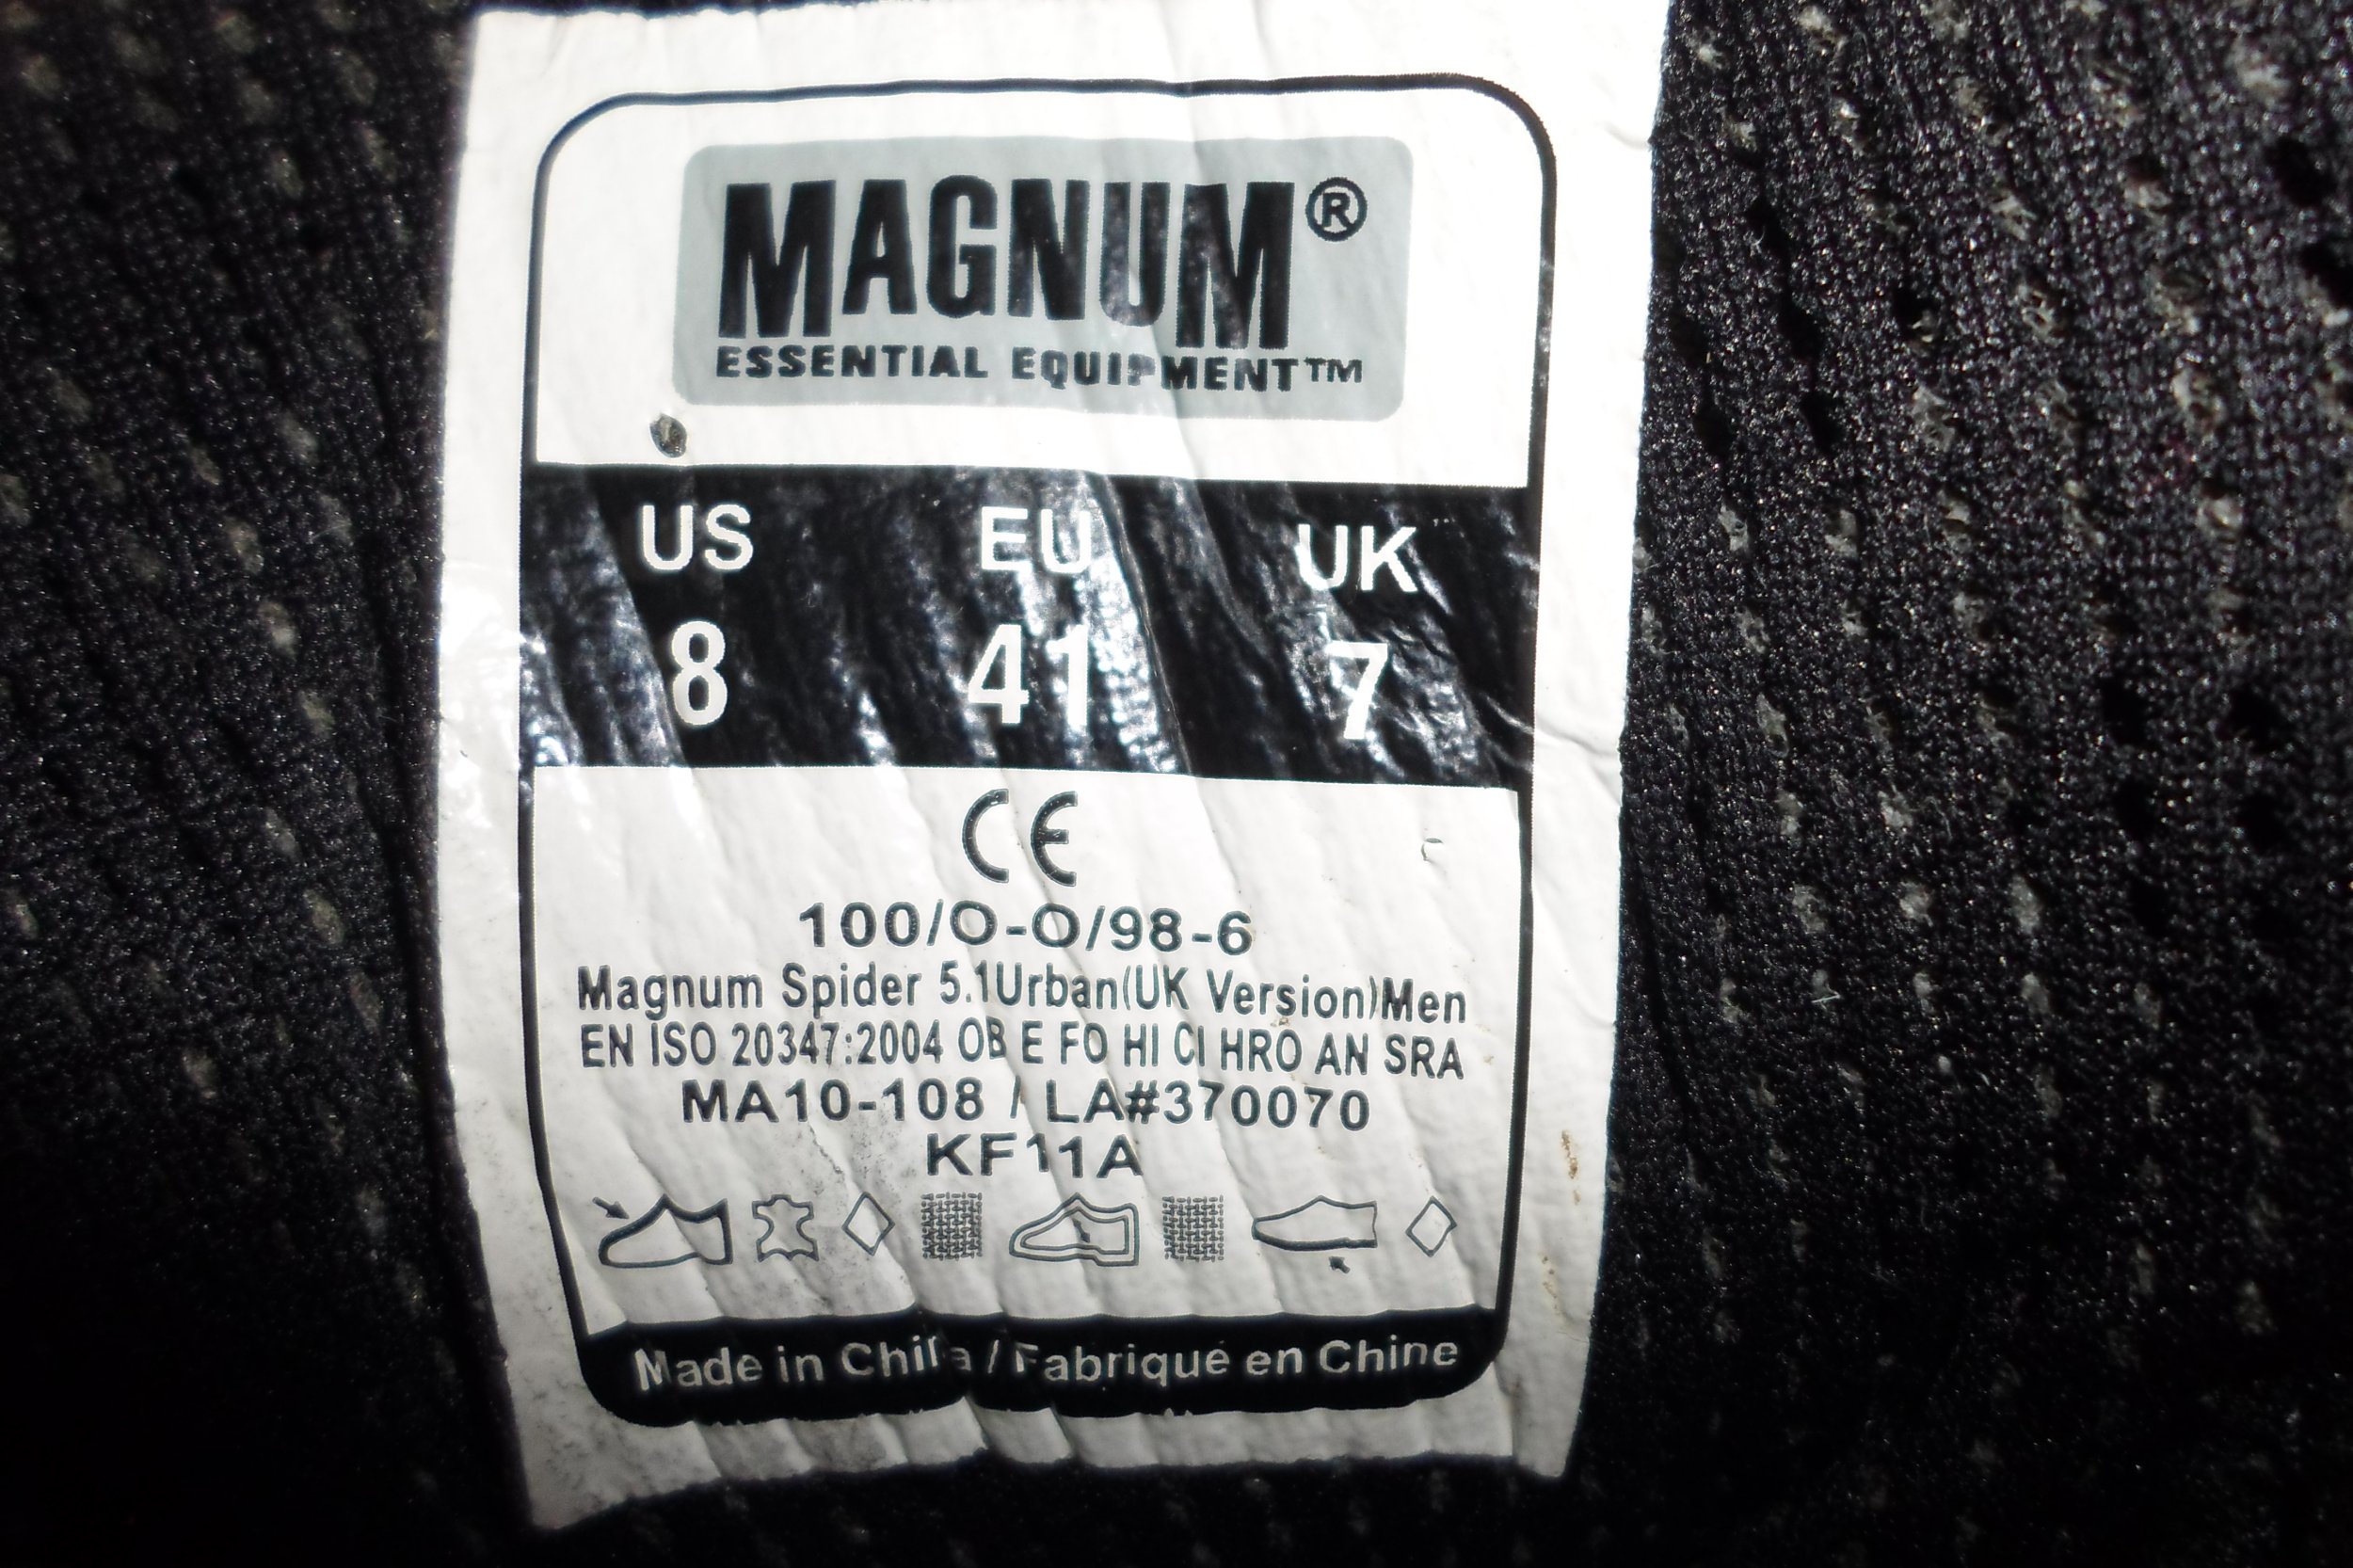 MAGNUM®
ESSENTIAL EQUIPMENT™
US EU UK
8 41 7
CE
100/O-O/98-6
Magnum Spider 5.1Urban(UK Version)Men
EN ISO 20347:2004 OB E FO HI CI HRO AN SRA
MA10-108 / LA#370070
KF11A
Made in China / Fabriqué en Chine